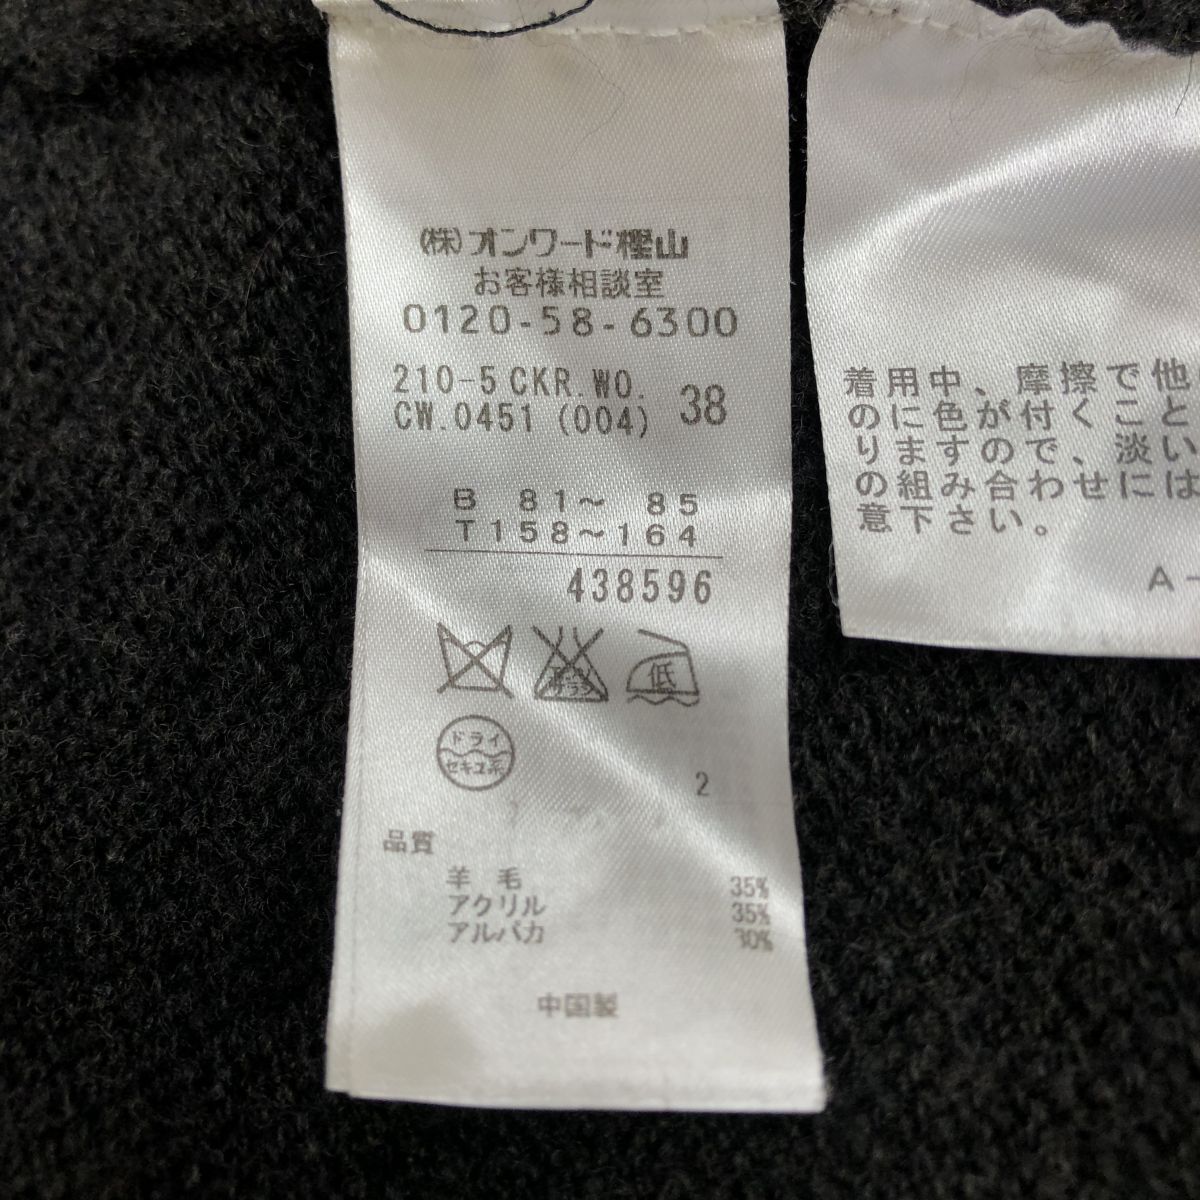 (株)オンワード樫山
お客様相談室
0120-58-6300
210-5 CKR.WO.
CW.0451 (004) 38
B 81～ 85
T 158～164
438596
低
ドライ
セキユ系
2
品質
羊毛 35%
アクリル 35%
アルパカ 30%
中国製
着用中、摩擦で他
のに色が付くこと
りますので、淡い
の組み合わせには
意下さい。
A-